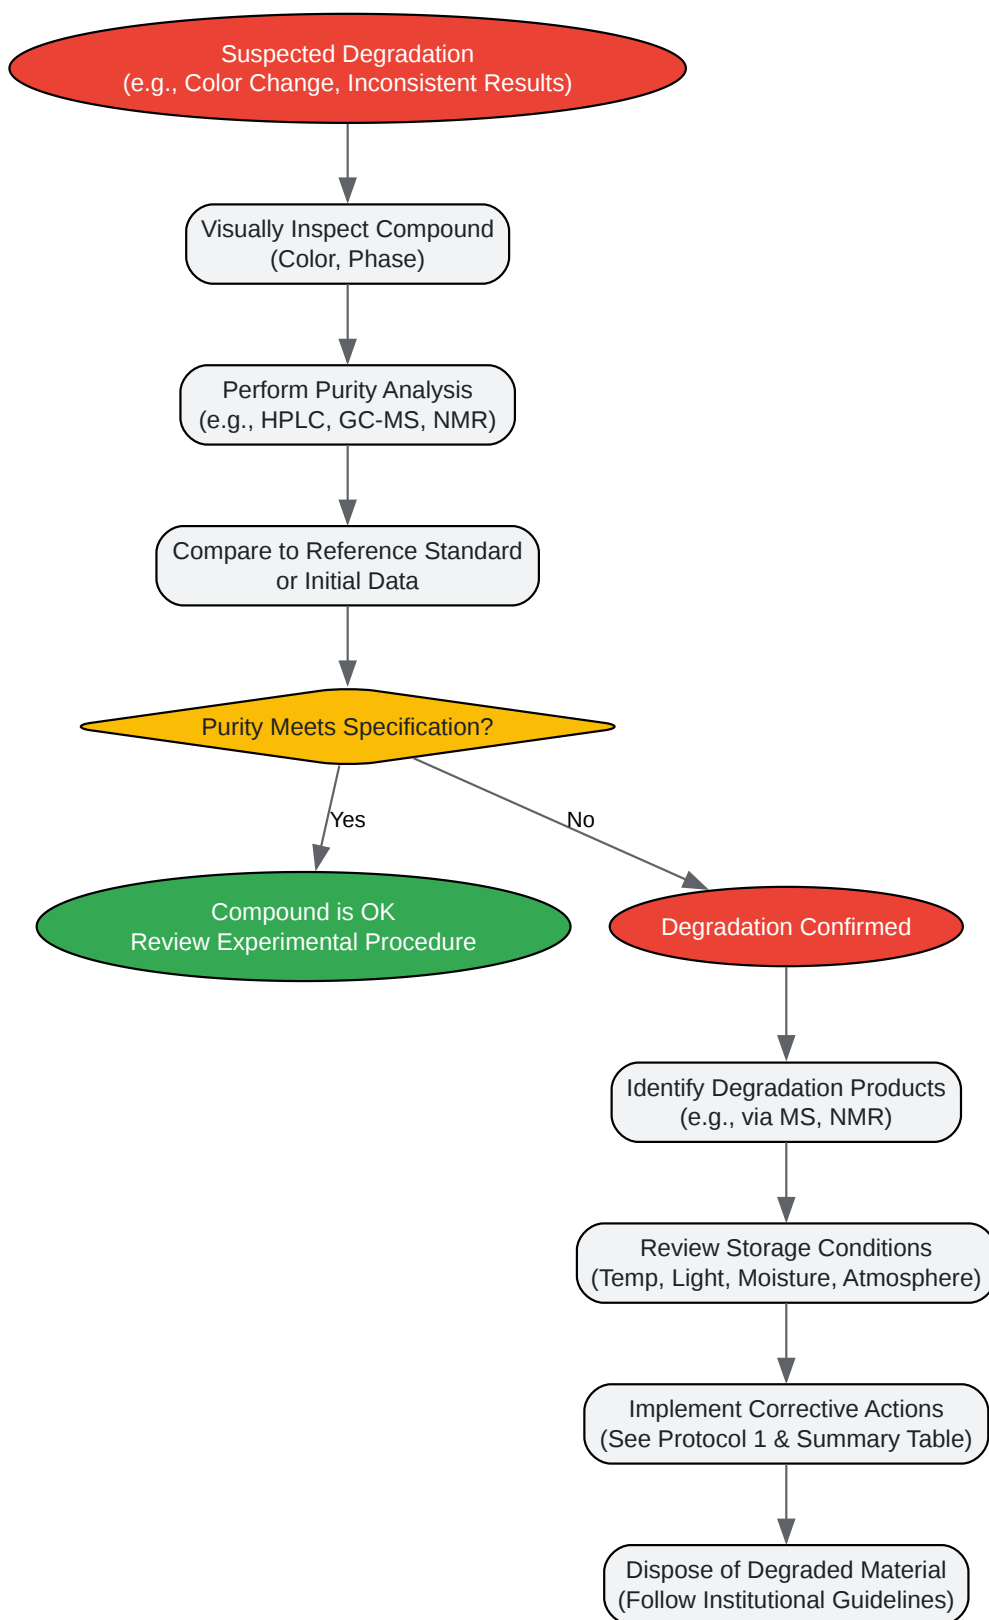 Suspected Degradation
(e.g., Color Change, Inconsistent Results)
Visually Inspect Compound
(Color, Phase)
Perform Purity Analysis
(e.g., HPLC, GC-MS, NMR)
Compare to Reference Standard
or Initial Data
Purity Meets Specification?
Yes
No
Compound is OK
Review Experimental Procedure
Degradation Confirmed
Identify Degradation Products
(e.g., via MS, NMR)
Review Storage Conditions
(Temp, Light, Moisture, Atmosphere)
Implement Corrective Actions
(See Protocol 1 & Summary Table)
Dispose of Degraded Material
(Follow Institutional Guidelines)